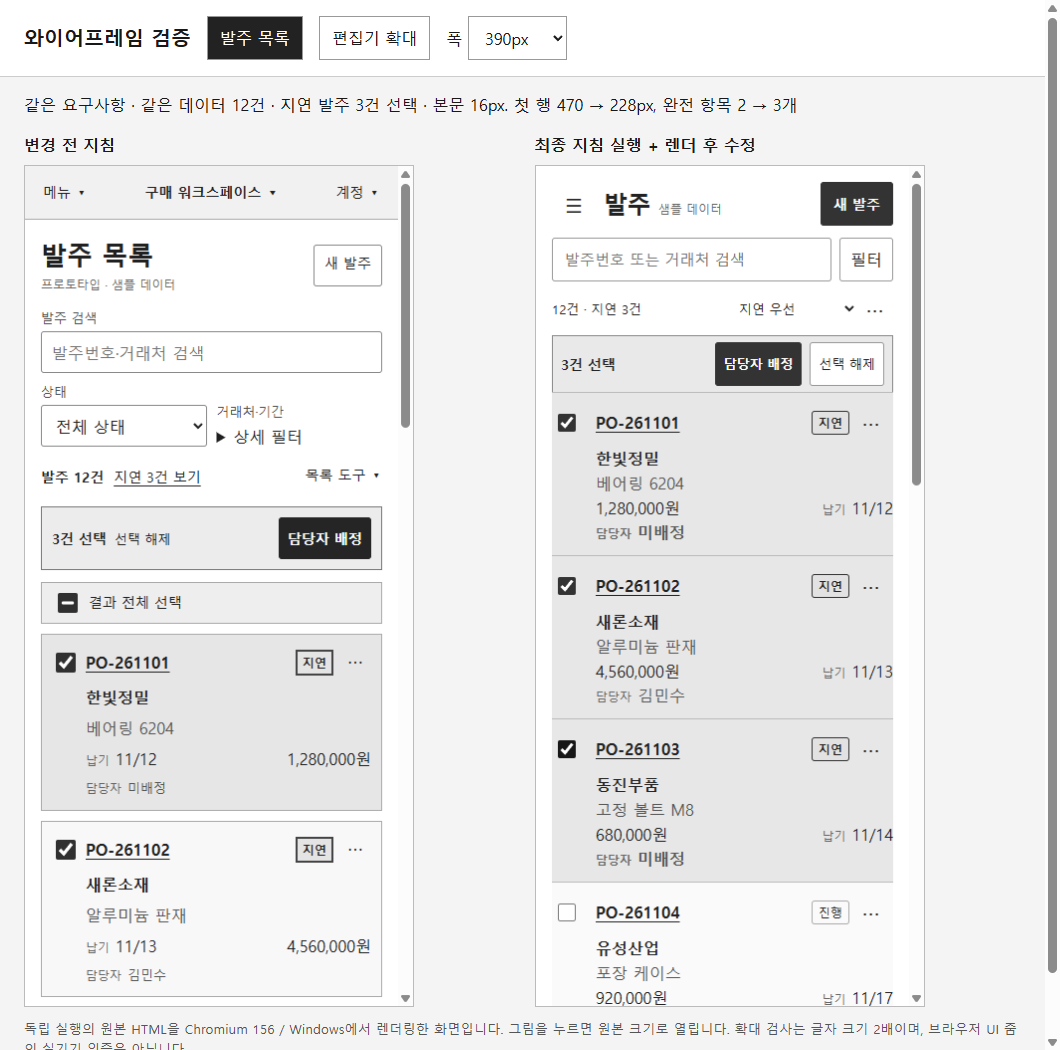 와이어프레임 검증
발주 목록
편집기 확대
폭
390px
같은 요구사항 · 같은 데이터 12건 · 지연 발주 3건 선택 · 본문 16px. 첫 행 470 → 228px, 완전 항목 2 → 3개
변경 전 지침
메뉴 ▾
구매 워크스페이스 ▾
계정 ▾
발주 목록
새 발주
프로토타입 · 샘플 데이터
발주 검색
발주번호·거래처 검색
상태
전체 상태
거래처·기간
▶ 상세 필터
발주 12건 지연 3건 보기
목록 도구 ▾
3건 선택 선택 해제
담당자 배정
결과 전체 선택
PO-261101
지연
...
한빛정밀
베어링 6204
납기 11/12
1,280,000원
담당자 미배정
PO-261102
지연
...
새론소재
알루미늄 판재
납기 11/13
4,560,000원
담당자 김민수
최종 지침 실행 + 렌더 후 수정
☰
발주 샘플 데이터
새 발주
발주번호 또는 거래처 검색
필터
12건 · 지연 3건
지연 우선
...
3건 선택
담당자 배정
선택 해제
PO-261101
지연
...
한빛정밀
베어링 6204
1,280,000원
납기 11/12
담당자 미배정
PO-261102
지연
...
새론소재
알루미늄 판재
4,560,000원
납기 11/13
담당자 김민수
PO-261103
지연
...
동진부품
고정 볼트 M8
680,000원
납기 11/14
담당자 미배정
PO-261104
진행
...
유성산업
포장 케이스
920,000원
납기 11/17
독립 실행의 원본 HTML을 Chromium 156 / Windows에서 렌더링한 화면입니다. 그림을 누르면 원본 크기로 열립니다. 확대 검사는 글자 크기 2배이며, 브라우저 UI 줌